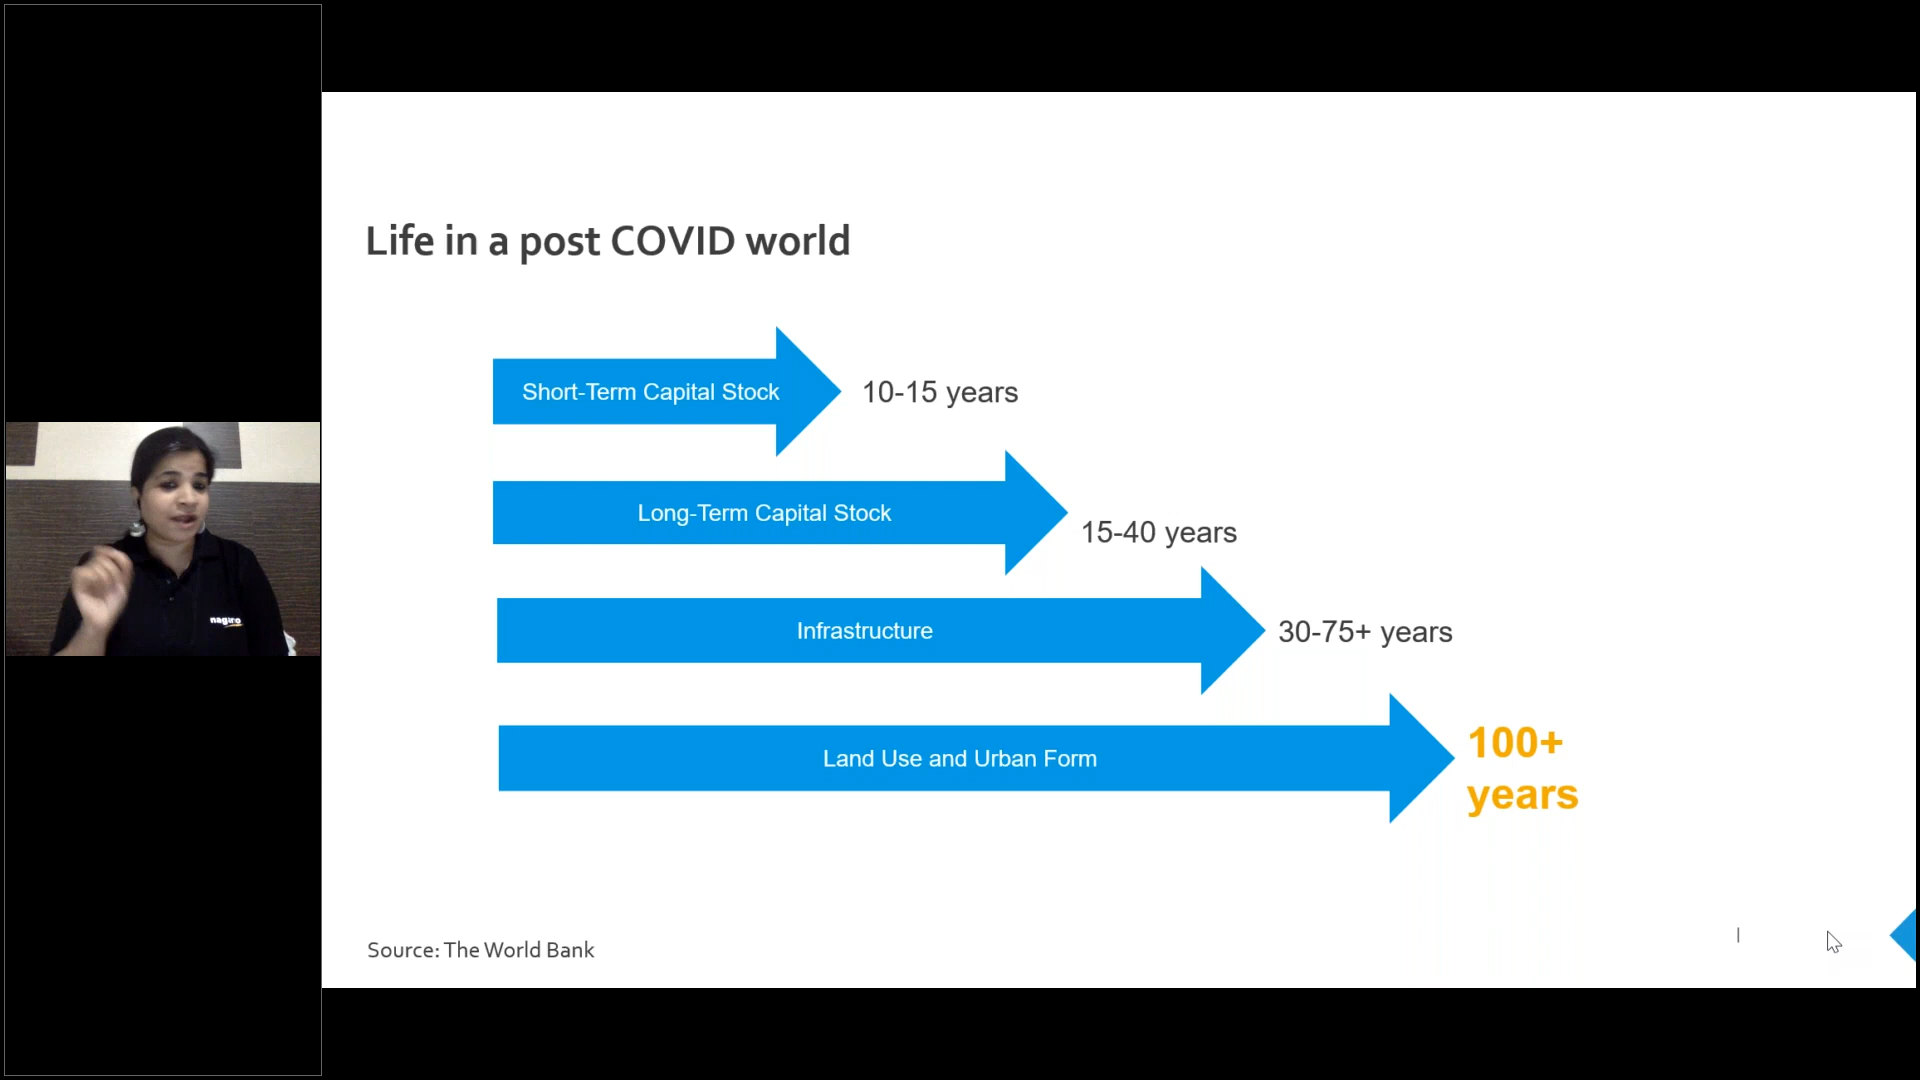 Life in a post COVID world
Short-Term Capital Stock
10-15 years
Long-Term Capital Stock
15-40 years
Infrastructure
30-75+ years
Land Use and Urban Form
100+
years
Source: The World Bank
nagarro